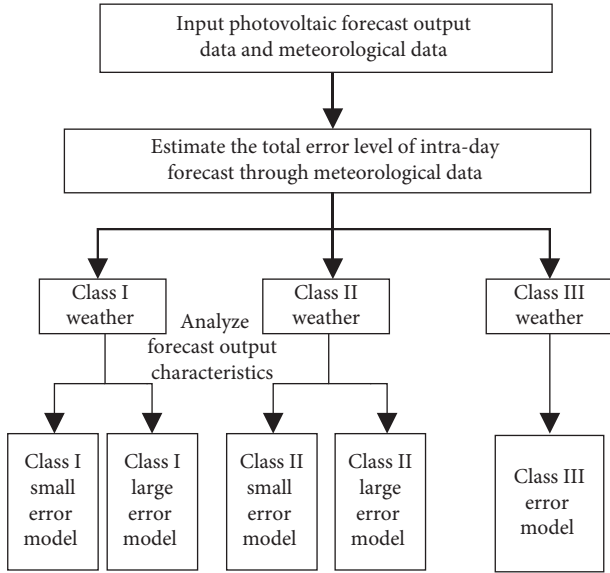 Input photovoltaic forecast output
data and meteorological data
Estimate the total error level of intra-day
forecast through meteorological data
Class I
weather
Class II
weather
Class III
weather
Analyze
forecast output
characteristics
Class I
small
error
model
Class I
large
error model
Class II
small
error model
Class II
large
error model
Class III
error
model